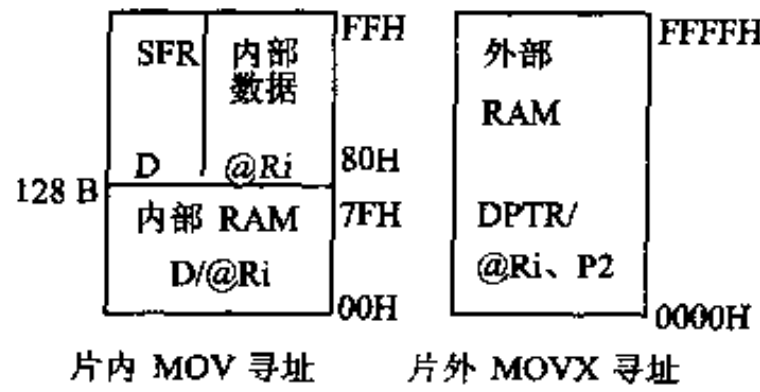 SFR
内部
数据
FFH
D
@Ri
80H
128 B
内部 RAM
7FH
D/@Ri
00H
片内 MOV 寻址
外部
RAM
FFFFH
DPTR/
@Ri、P2
0000H
片外 MOVX 寻址